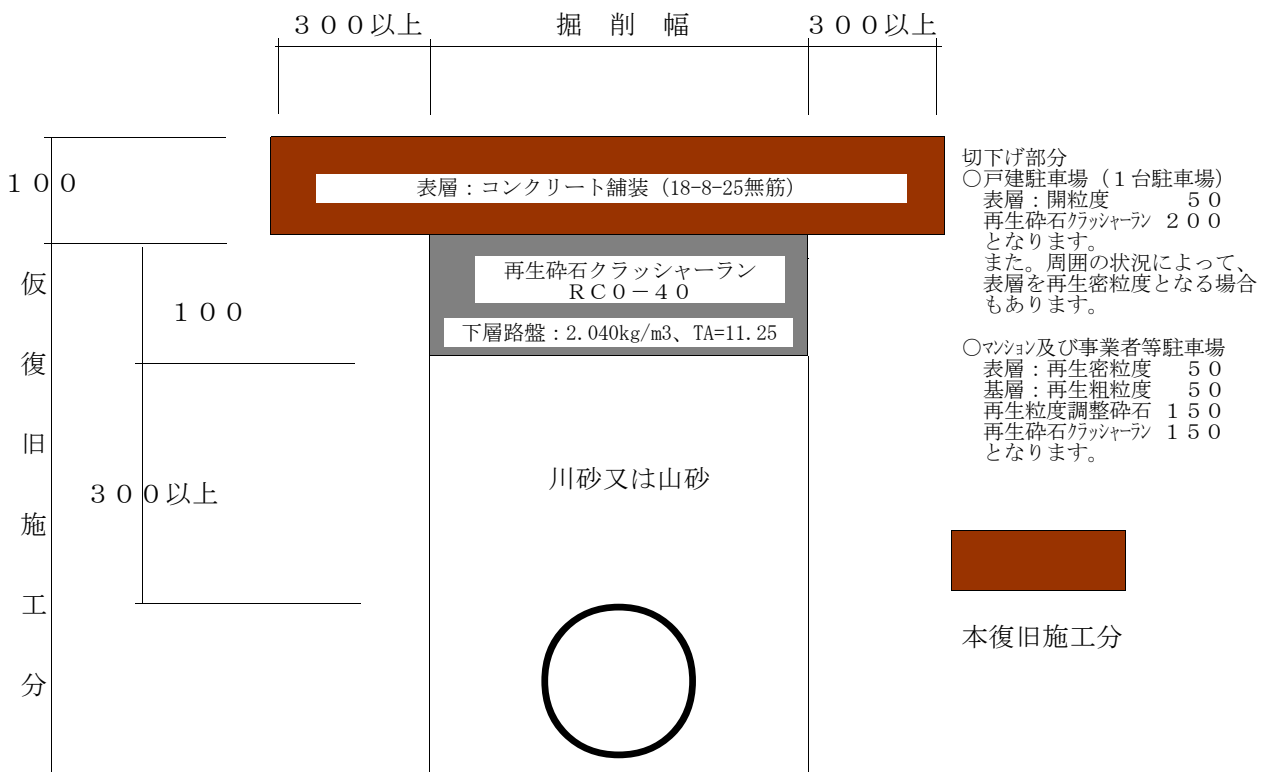 ３００以上
掘 削 幅
３００以上
１００
表層：コンクリート舗装（18-8-25無筋）
再生砕石クラッシャーラン
ＲＣ０－４０
１００
下層路盤：2.040kg/m3、TA=11.25
３００以上
川砂又は山砂
仮
復
旧
施
工
分
切下げ部分
○戸建駐車場（１台駐車場）
表層：開粒度 ５０
再生砕石ｸﾗｯｼｬｰﾗﾝ ２００
となります。
また。周囲の状況によって、
表層を再生密粒度となる場合
もあります。
○ﾏﾝｼｮﾝ及び事業者等駐車場
表層：再生密粒度 ５０
基層：再生粗粒度 ５０
再生粒度調整砕石 １５０
再生砕石ｸﾗｯｼｬｰﾗﾝ １５０
となります。
本復旧施工分